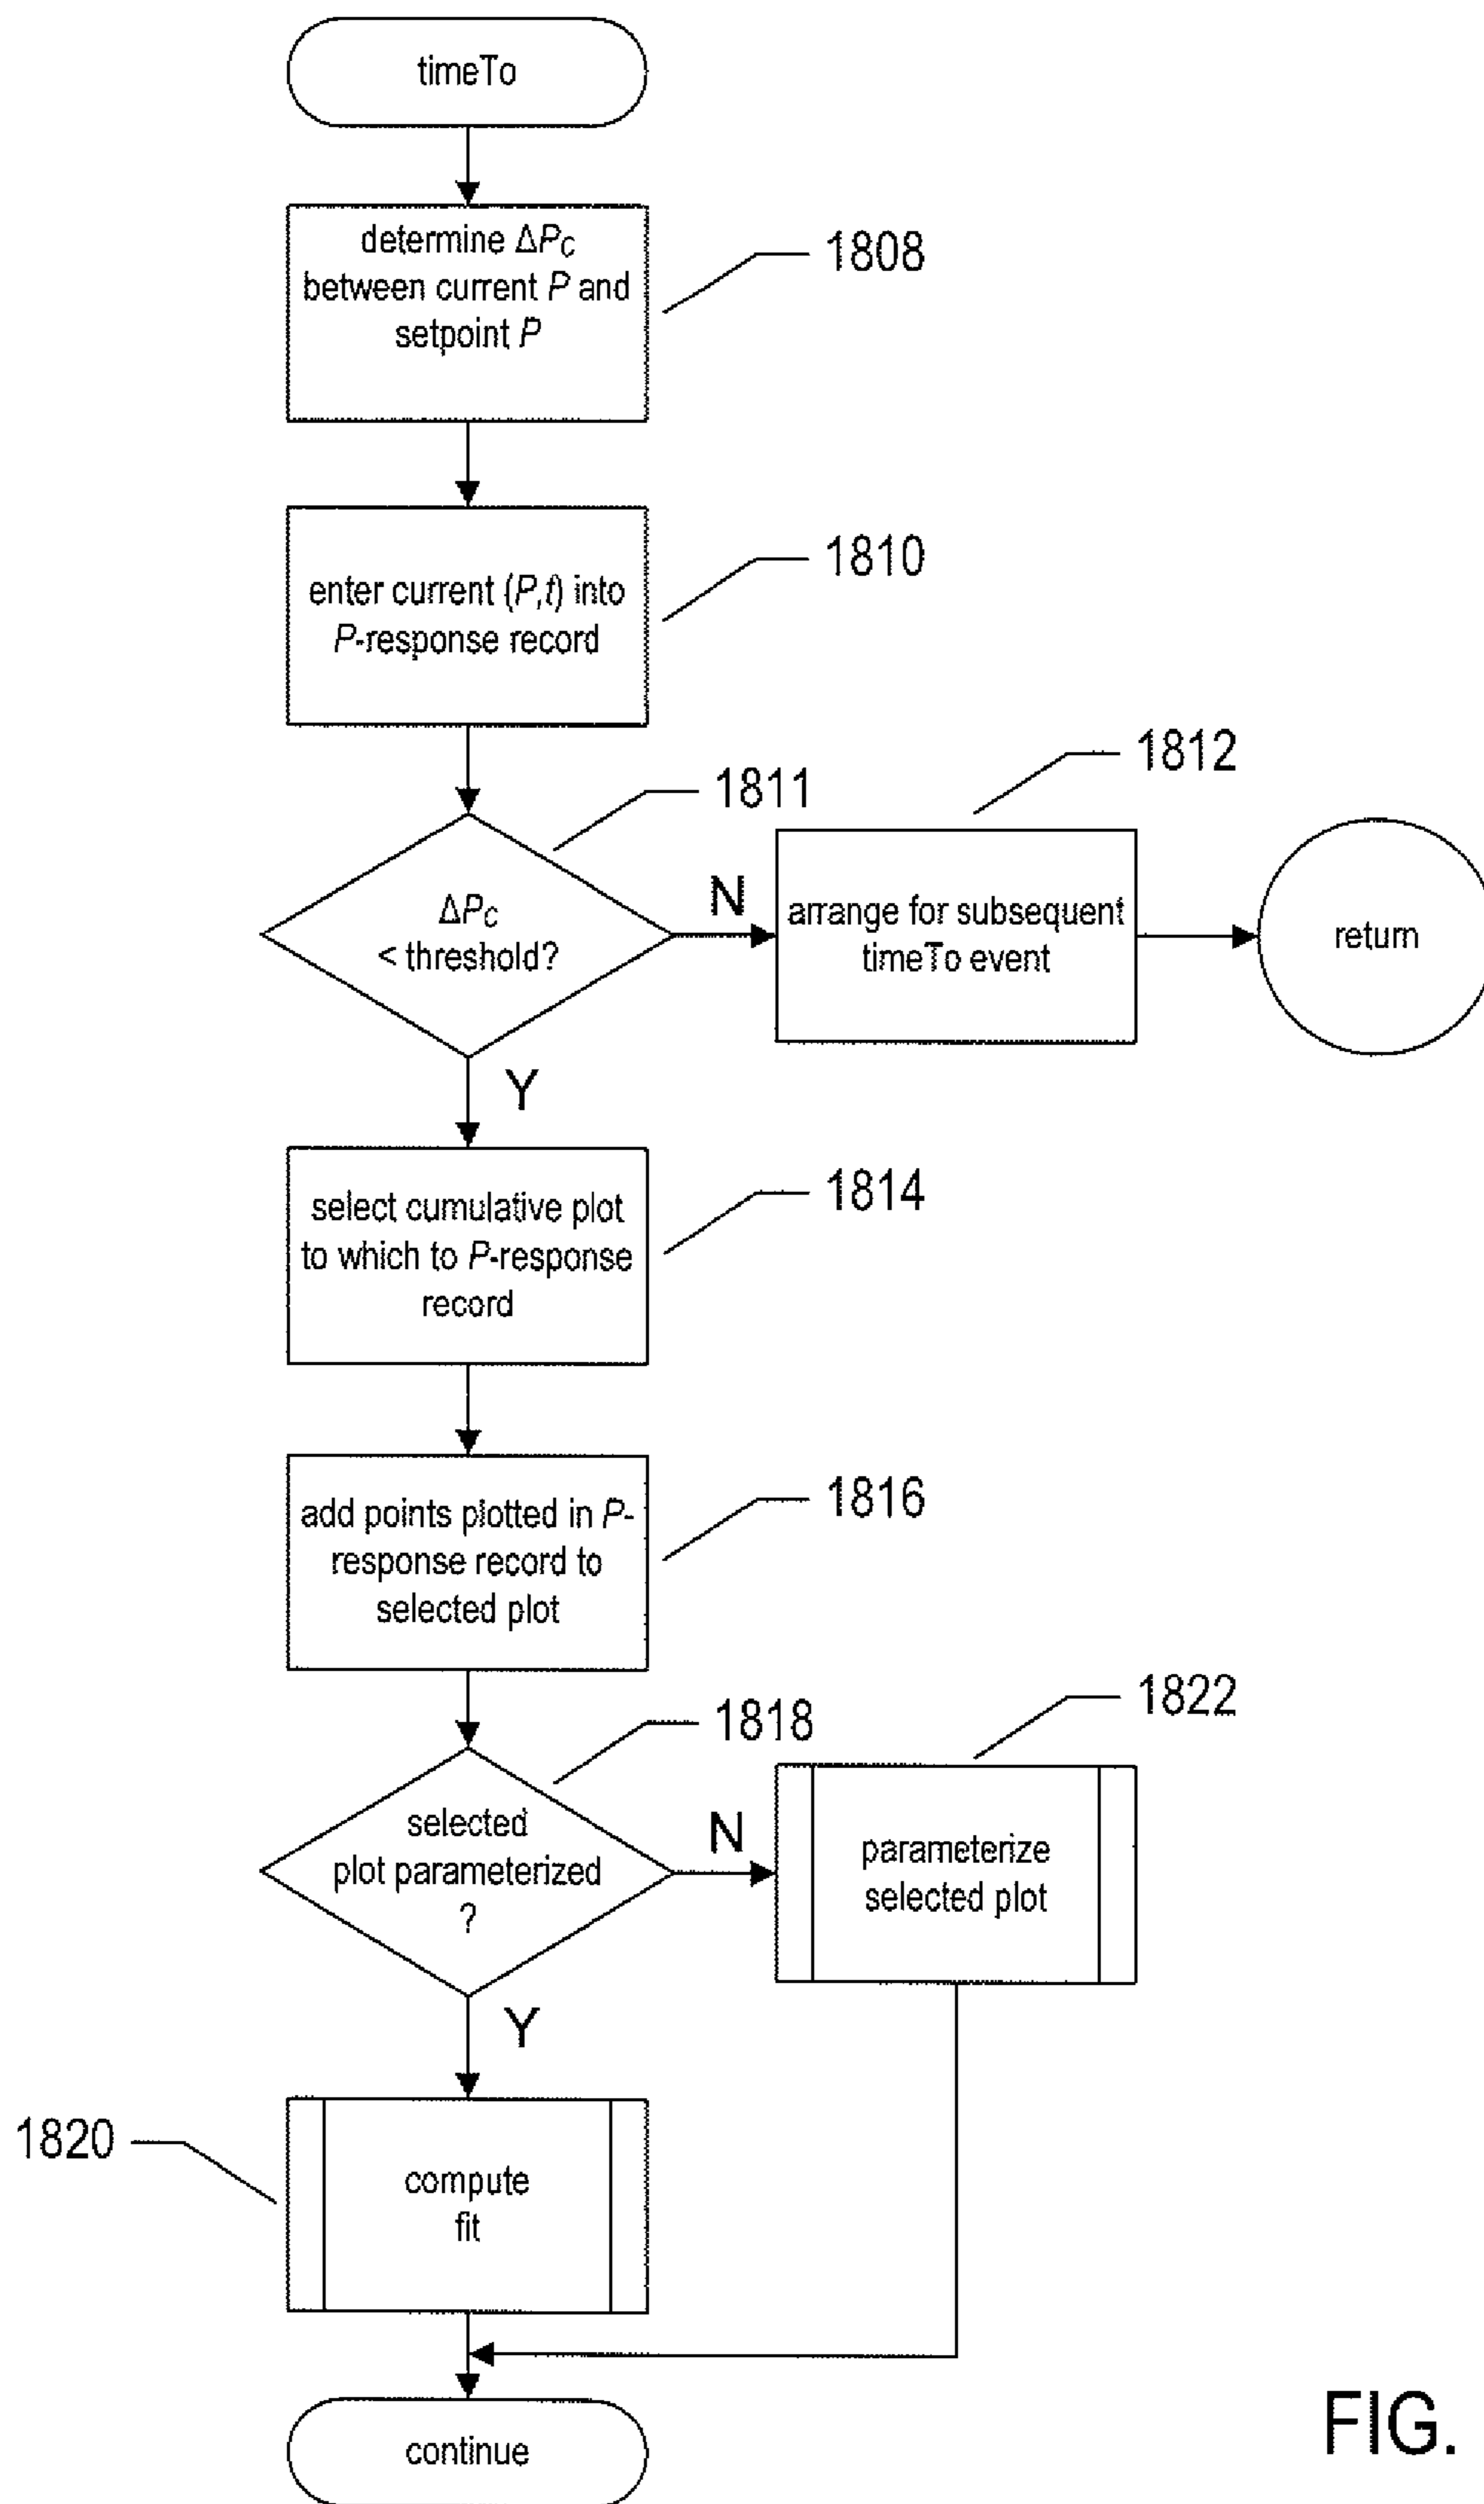 timeTo
determine ΔPC
between current P and
setpoint P
1808
enter current (P,t) into
P-response record
1810
1811
ΔPC
< threshold?
N
1812
arrange for subsequent
timeTo event
return
Y
select cumulative plot
to which to P-response
record
1814
add points plotted in P-
response record to
selected plot
1816
1818
selected
plot parameterized
?
N
1822
parameterize
selected plot
Y
1820
compute
fit
continue
FIG.